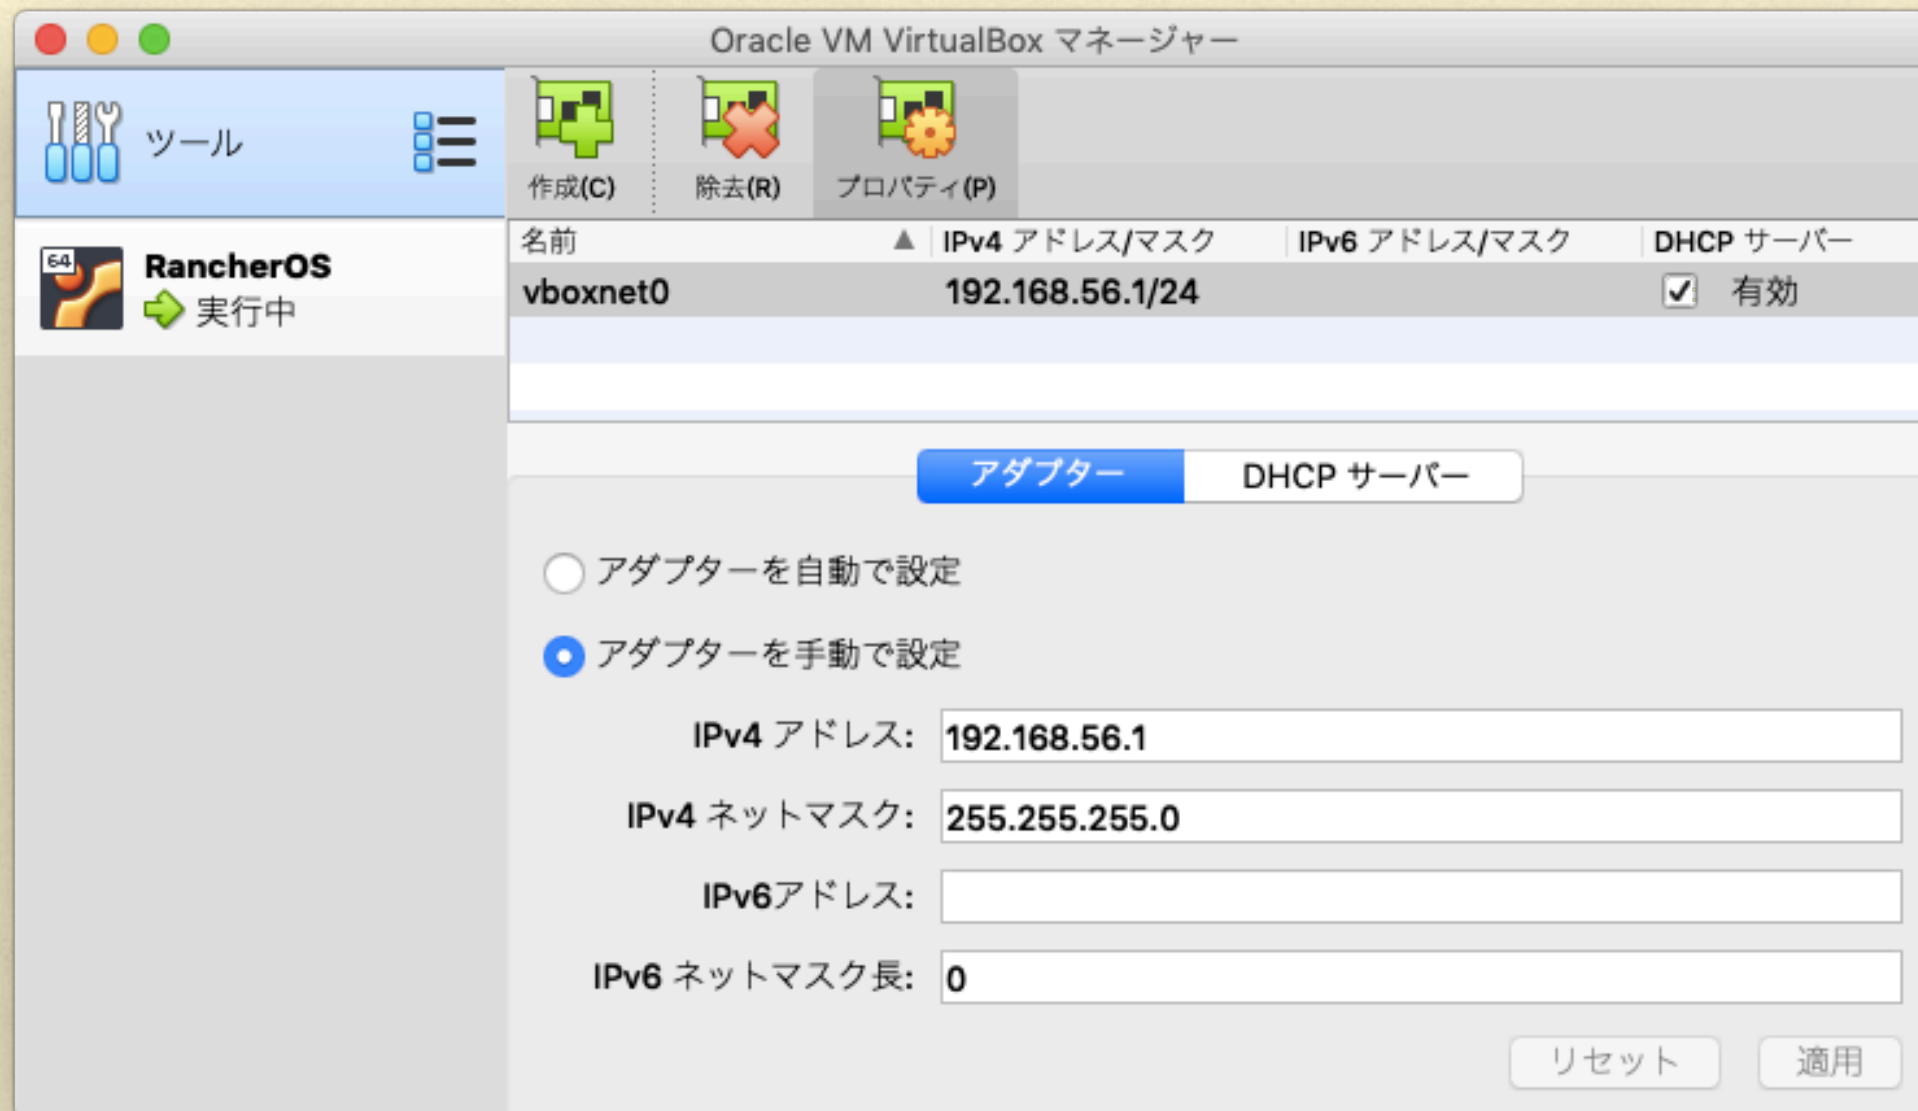 Oracle VM VirtualBox マネージャー
ツール
作成(C)
除去(R)
プロパティ(P)
64
RancherOS
実行中
名前 IPv4 アドレス/マスク IPv6 アドレス/マスク DHCP サーバー
vboxnet0 192.168.56.1/24 有効
アダプター DHCP サーバー
アダプターを自動で設定
アダプターを手動で設定
IPv4 アドレス: 192.168.56.1
IPv4 ネットマスク: 255.255.255.0
IPv6アドレス:
IPv6 ネットマスク長: 0
リセット 適用